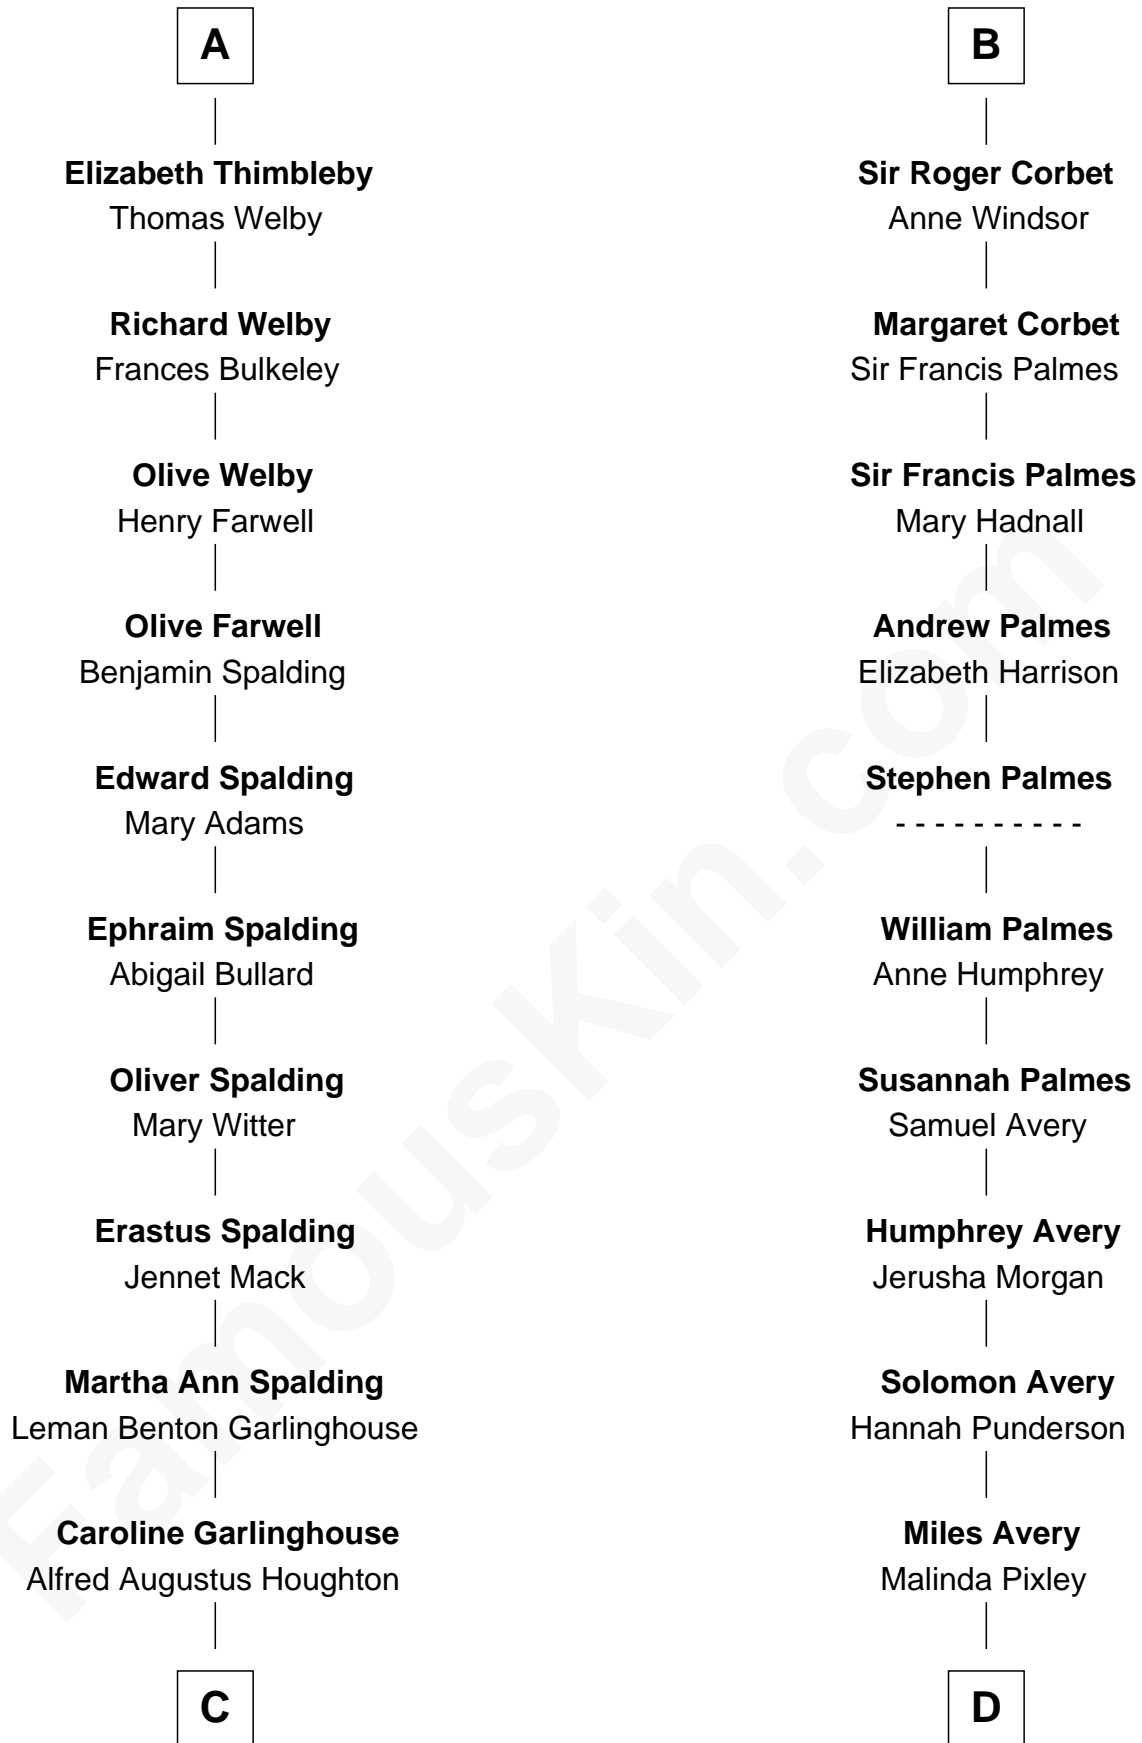 A
Elizabeth Thimbleby
Thomas Welby
Richard Welby
Frances Bulkeley
Olive Welby
Henry Farwell
Olive Farwell
Benjamin Spalding
Edward Spalding
Mary Adams
Ephraim Spalding
Abigail Bullard
Oliver Spalding
Mary Witter
Erastus Spalding
Jennet Mack
Martha Ann Spalding
Leman Benton Garlinghouse
Caroline Garlinghouse
Alfred Augustus Houghton
C
B
Sir Roger Corbet
Anne Windsor
Margaret Corbet
Sir Francis Palmes
Sir Francis Palmes
Mary Hadnall
Andrew Palmes
Elizabeth Harrison
Stephen Palmes
- - - - - - - - - -
William Palmes
Anne Humphrey
Susannah Palmes
Samuel Avery
Humphrey Avery
Jerusha Morgan
Solomon Avery
Hannah Punderson
Miles Avery
Malinda Pixley
D
FamousKin.com